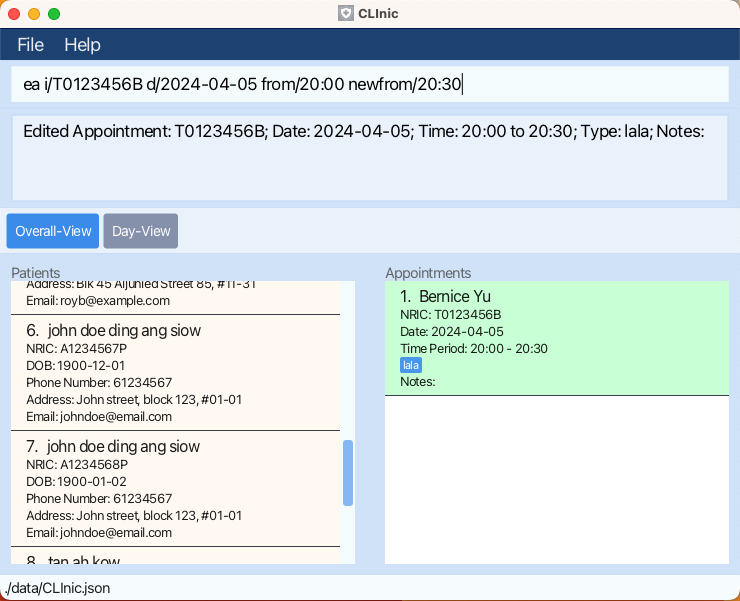 CLInic
File Help
ea i/T0123456B d/2024-04-05 from/20:00 newfrom/20:30
Edited Appointment: T0123456B; Date: 2024-04-05; Time: 20:00 to 20:30; Type: lala; Notes:
Overall-View Day-View
Patients
Address: Blk 45 Aljunied Street 85, #11-31
Email: royb@example.com
6. john doe ding ang siow
NRIC: A1234567P
DOB: 1900-12-01
Phone Number: 61234567
Address: John street, block 123, #01-01
Email: johndoe@email.com
7. john doe ding ang siow
NRIC: A1234568P
DOB: 1900-01-02
Phone Number: 61234567
Address: John street, block 123, #01-01
Email: johndoe@email.com
8. tan ah kow
Appointments
1. Bernice Yu
NRIC: T0123456B
Date: 2024-04-05
Time Period: 20:00 - 20:30
lala
Notes:
./data/CLInic.json